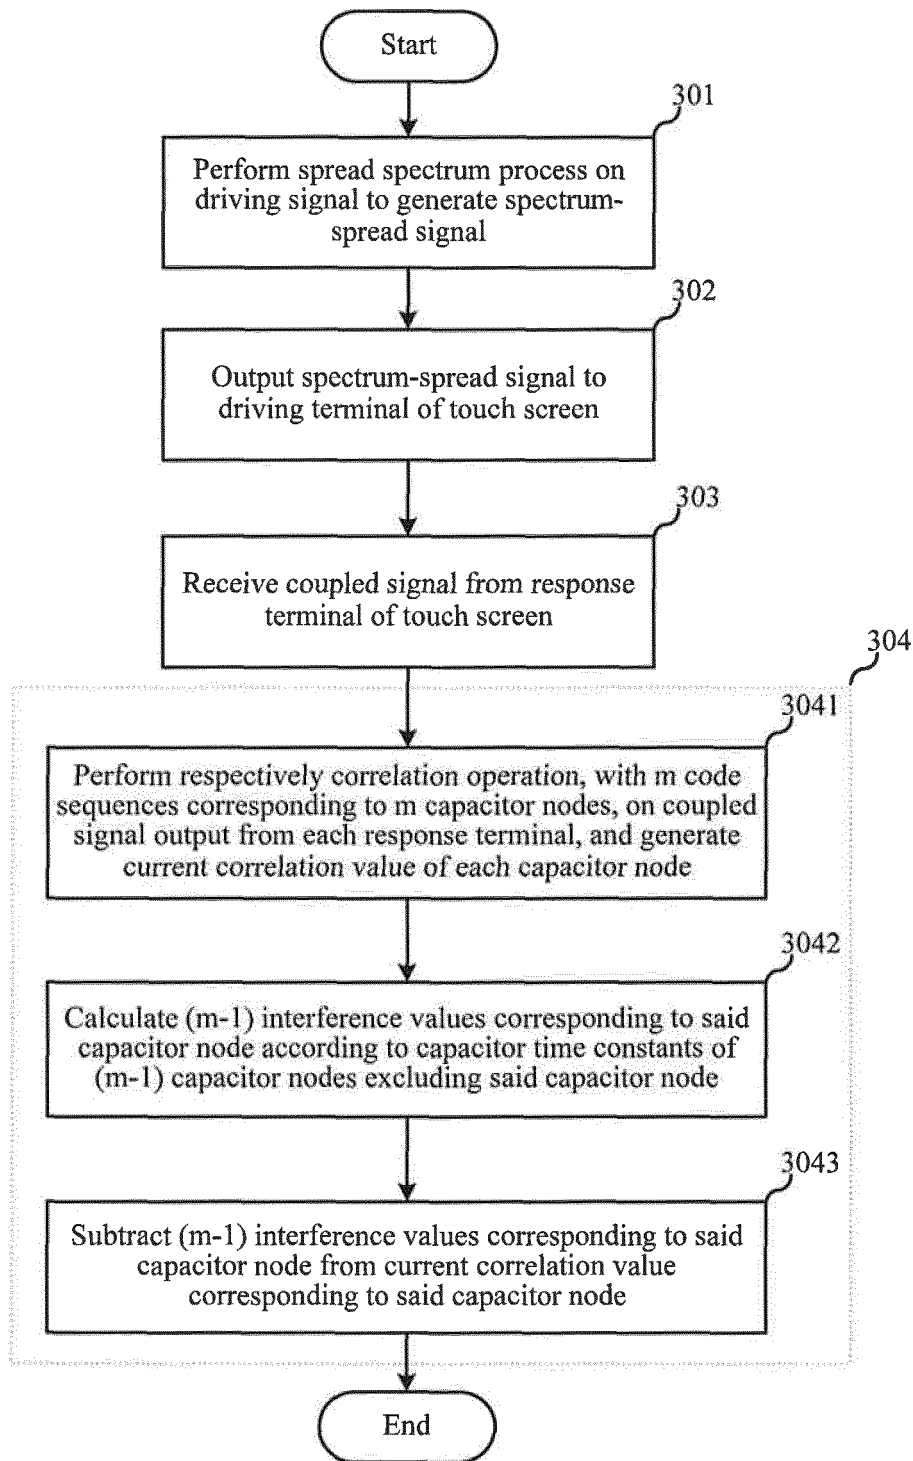 Start
301
Perform spread spectrum process on
driving signal to generate spectrum-
spread signal
302
Output spectrum-spread signal to
driving terminal of touch screen
303
Receive coupled signal from response
terminal of touch screen
304
3041
Perform respectively correlation operation, with m code
sequences corresponding to m capacitor nodes, on coupled
signal output from each response terminal, and generate
current correlation value of each capacitor node
3042
Calculate (m-1) interference values corresponding to said
capacitor node according to capacitor time constants of
(m-1) capacitor nodes excluding said capacitor node
3043
Subtract (m-1) interference values corresponding to said
capacitor node from current correlation value
corresponding to said capacitor node
End